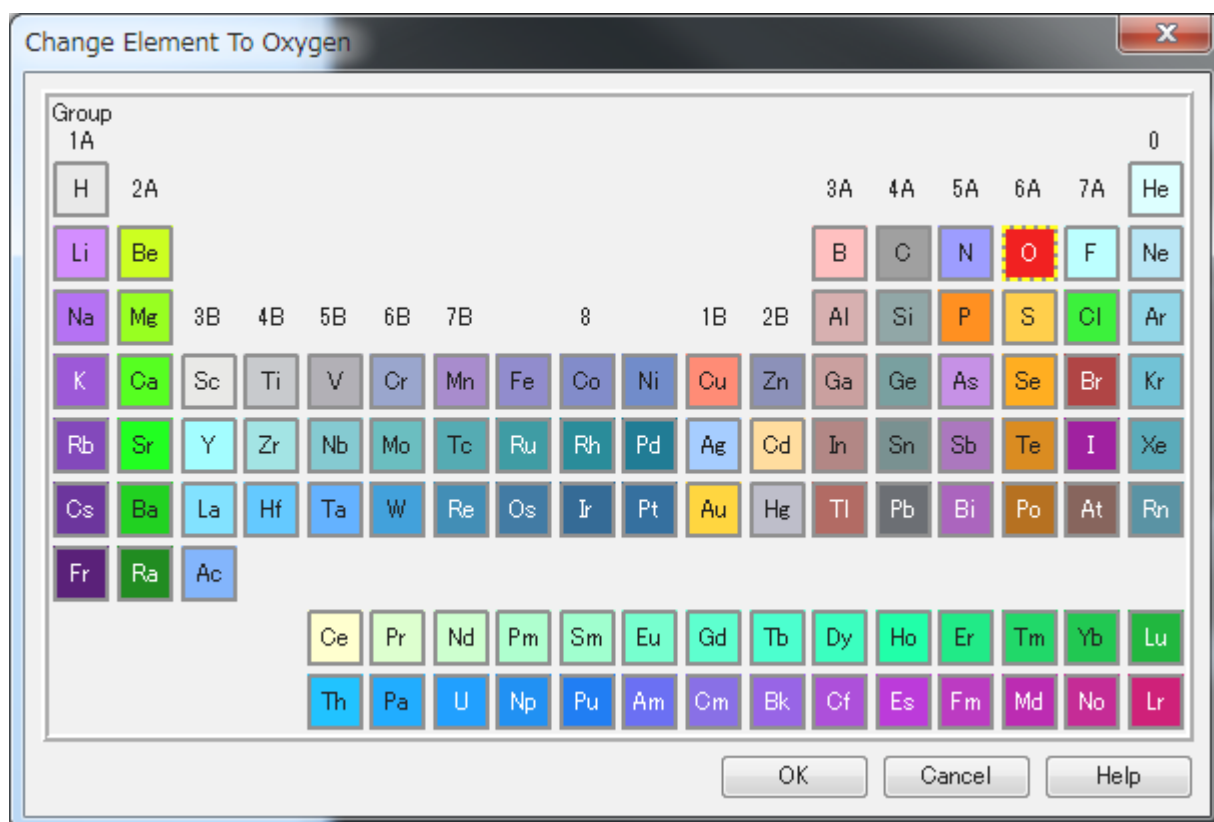 Change Element To Oxygen
Group
1A 0
H 2A 3A 4A 5A 6A 7A He
Li Be B C N O F Ne
Na Mg 3B 4B 5B 6B 7B 8 1B 2B Al Si P S Cl Ar
K Ca Sc Ti V Cr Mn Fe Co Ni Cu Zn Ga Ge As Se Br Kr
Rb Sr Y Zr Nb Mo Tc Ru Rh Pd Ag Cd In Sn Sb Te I Xe
Cs Ba La Hf Ta W Re Os Ir Pt Au Hg Tl Pb Bi Po At Rn
Fr Ra Ac
Ce Pr Nd Pm Sm Eu Gd Tb Dy Ho Er Tm Yb Lu
Th Pa U Np Pu Am Cm Bk Cf Es Fm Md No Lr
OK Cancel Help